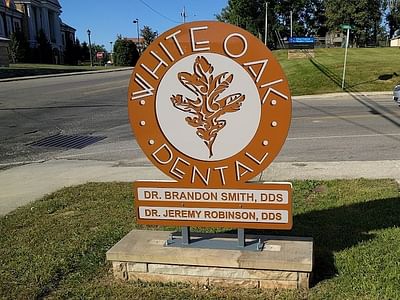 WHITE OAK
DENTAL
DR. BRANDON SMITH, DDS
DR. JEREMY ROBINSON, DDS